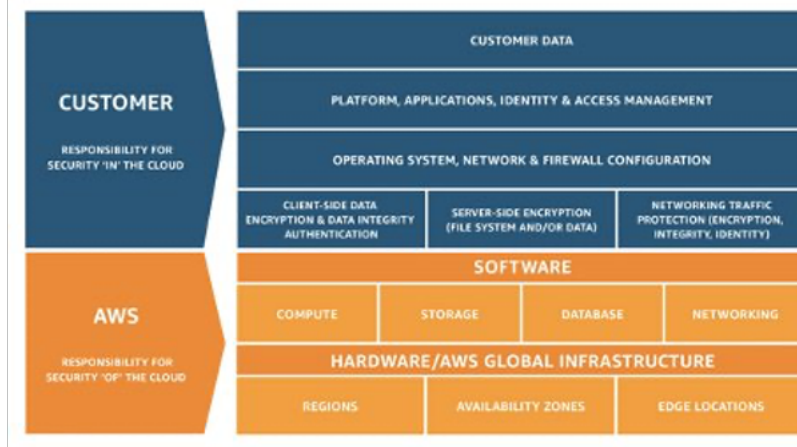 CUSTOMER
RESPONSIBILITY FOR
SECURITY 'IN' THE CLOUD
CUSTOMER DATA
PLATFORM, APPLICATIONS, IDENTITY & ACCESS MANAGEMENT
OPERATING SYSTEM, NETWORK & FIREWALL CONFIGURATION
CLIENT-SIDE DATA
ENCRYPTION & DATA INTEGRITY
AUTHENTICATION
SERVER-SIDE ENCRYPTION
(FILE SYSTEM AND/OR DATA)
NETWORKING TRAFFIC
PROTECTION (ENCRYPTION,
INTEGRITY, IDENTITY)
AWS
RESPONSIBILITY FOR
SECURITY 'OF' THE CLOUD
SOFTWARE
COMPUTE
STORAGE
DATABASE
NETWORKING
HARDWARE/AWS GLOBAL INFRASTRUCTURE
REGIONS
AVAILABILITY ZONES
EDGE LOCATIONS